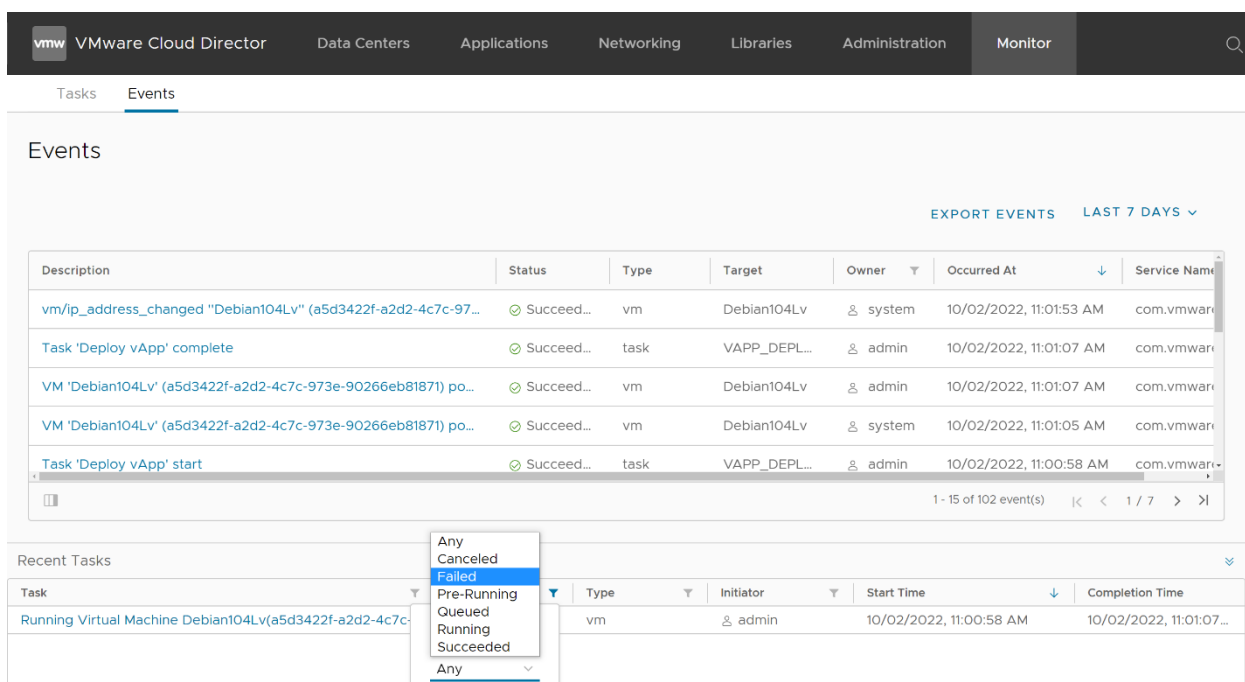 vmw VMware Cloud Director Data Centers Applications Networking Libraries Administration Monitor
Tasks Events
Events
EXPORT EVENTS LAST 7 DAYS
Description Status Type Target Owner Occurred At Service Name
vm/ip_address_changed "Debian104Lv" (a5d3422f-a2d2-4c7c-97... Succeed... vm Debian104Lv system 10/02/2022, 11:01:53 AM com.vmwar
Task 'Deploy vApp' complete Succeed... task VAPP_DEPL... admin 10/02/2022, 11:01:07 AM com.vmwar
VM 'Debian104Lv' (a5d3422f-a2d2-4c7c-973e-90266eb81871) po... Succeed... vm Debian104Lv admin 10/02/2022, 11:01:07 AM com.vmwar
VM 'Debian104Lv' (a5d3422f-a2d2-4c7c-973e-90266eb81871) po... Succeed... vm Debian104Lv system 10/02/2022, 11:01:05 AM com.vmwar
Task 'Deploy vApp' start Succeed... task VAPP_DEPL... admin 10/02/2022, 11:00:58 AM com.vmwar
1 - 15 of 102 event(s) 1 / 7
Recent Tasks
Task Type Initiator Start Time Completion Time
Running Virtual Machine Debian104Lv(a5d3422f-a2d2-4c7c- vm admin 10/02/2022, 11:00:58 AM 10/02/2022, 11:01:07...
Any
Canceled
Failed
Pre-Running
Queued
Running
Succeeded
Any